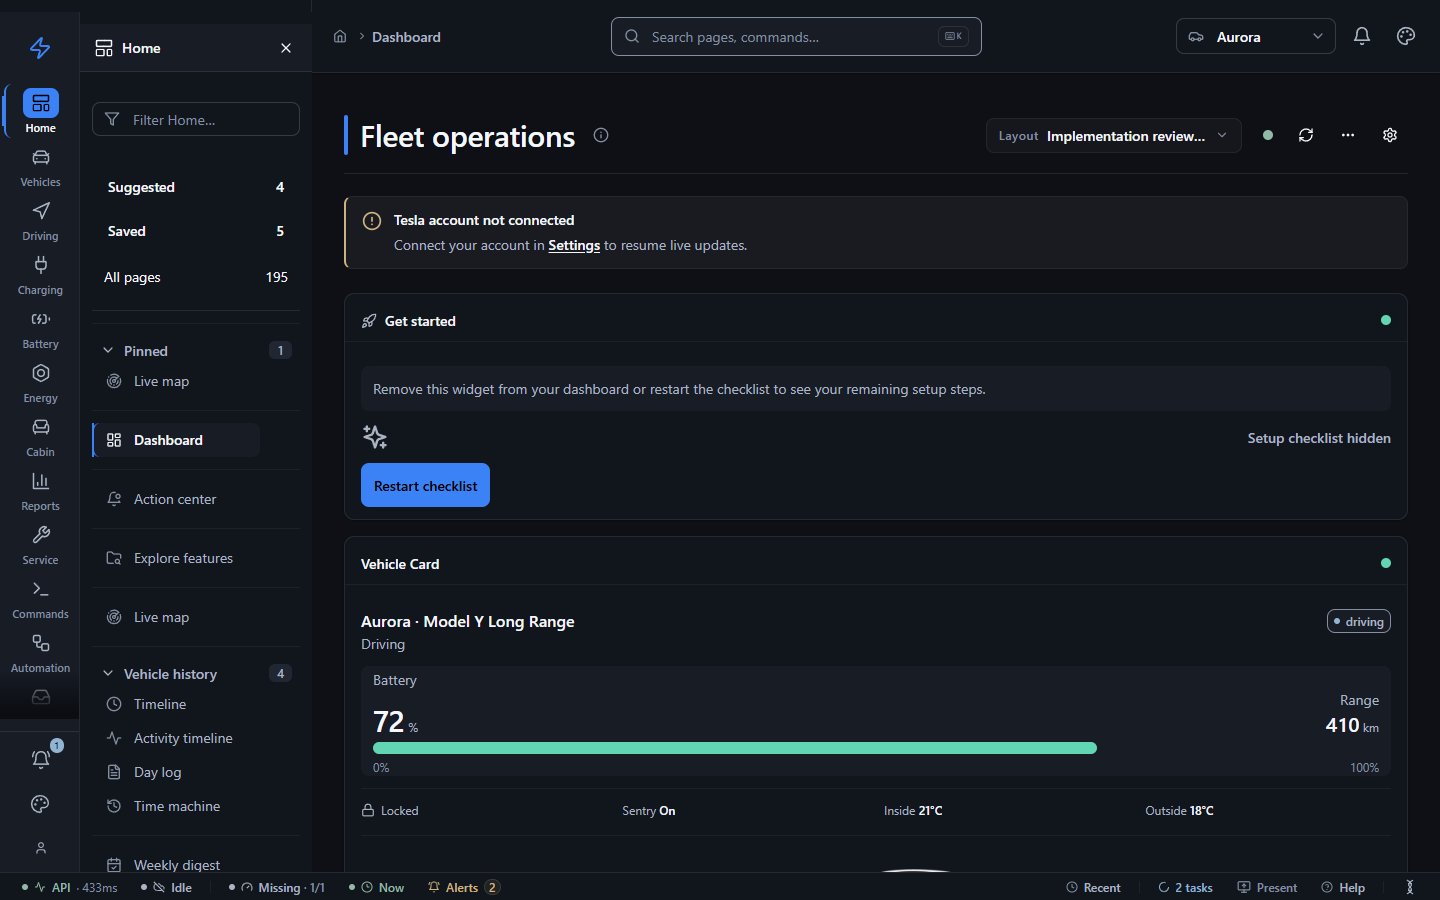 Home
Dashboard
Search pages, commands...
K
Aurora
Home
Vehicles
Driving
Charging
Battery
Energy
Cabin
Reports
Service
Commands
Automation
1
Filter Home...
Suggested 4
Saved 5
All pages 195
Pinned 1
Live map
Dashboard
Action center
Explore features
Live map
Vehicle history 4
Timeline
Activity timeline
Day log
Time machine
Weekly digest
Fleet operations
Layout Implementation review...
Tesla account not connected
Connect your account in Settings to resume live updates.
Get started
Remove this widget from your dashboard or restart the checklist to see your remaining setup steps.
Setup checklist hidden
Restart checklist
Vehicle Card
Aurora · Model Y Long Range
driving
Driving
Battery
72 %
Range
410 km
0% 100%
Locked
Sentry On
Inside 21°C
Outside 18°C
API · 433ms
Idle
Missing · 1/1
Now
Alerts 2
Recent
2 tasks
Present
Help